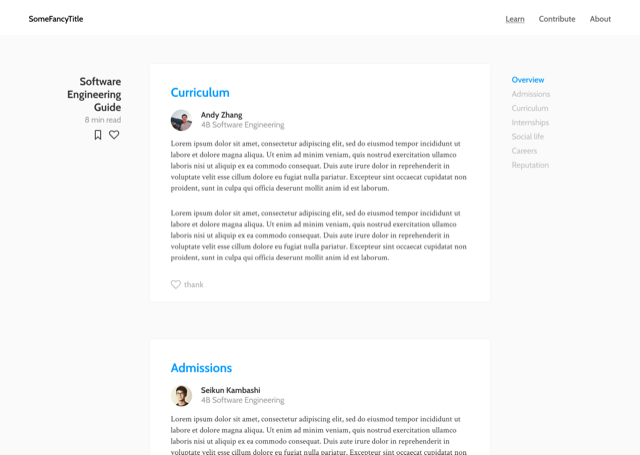 SomeFancyTitle
Learn
Contribute
About
Software
Engineering
Guide
8 min read
Curriculum
Andy Zhang
4B Software Engineering
Lorem ipsum dolor sit amet, consectetur adipiscing elit, sed do eiusmod tempor incididunt ut
labore et dolore magna aliqua. Ut enim ad minim veniam, quis nostrud exercitation ullamco
laboris nisi ut aliquip ex ea commodo consequat. Duis aute irure dolor in reprehenderit in
voluptate velit esse cillum dolore eu fugiat nulla pariatur. Excepteur sint occaecat cupidatat non
proident, sunt in culpa qui officia deserunt mollit anim id est laborum.
Lorem ipsum dolor sit amet, consectetur adipiscing elit, sed do eiusmod tempor incididunt ut
labore et dolore magna aliqua. Ut enim ad minim veniam, quis nostrud exercitation ullamco
laboris nisi ut aliquip ex ea commodo consequat. Duis aute irure dolor in reprehenderit in
voluptate velit esse cillum dolore eu fugiat nulla pariatur. Excepteur sint occaecat cupidatat non
proident, sunt in culpa qui officia deserunt mollit anim id est laborum.
thank
Overview
Admissions
Curriculum
Internships
Social life
Careers
Reputation
Admissions
Seikun Kambashi
4B Software Engineering
Lorem ipsum dolor sit amet, consectetur adipiscing elit, sed do eiusmod tempor incididunt ut
labore et dolore magna aliqua. Ut enim ad minim veniam, quis nostrud exercitation ullamco
laboris nisi ut aliquip ex ea commodo consequat. Duis aute irure dolor in reprehenderit in
voluptate velit esse cillum dolore eu fugiat nulla pariatur. Excepteur sint occaecat cupidatat non